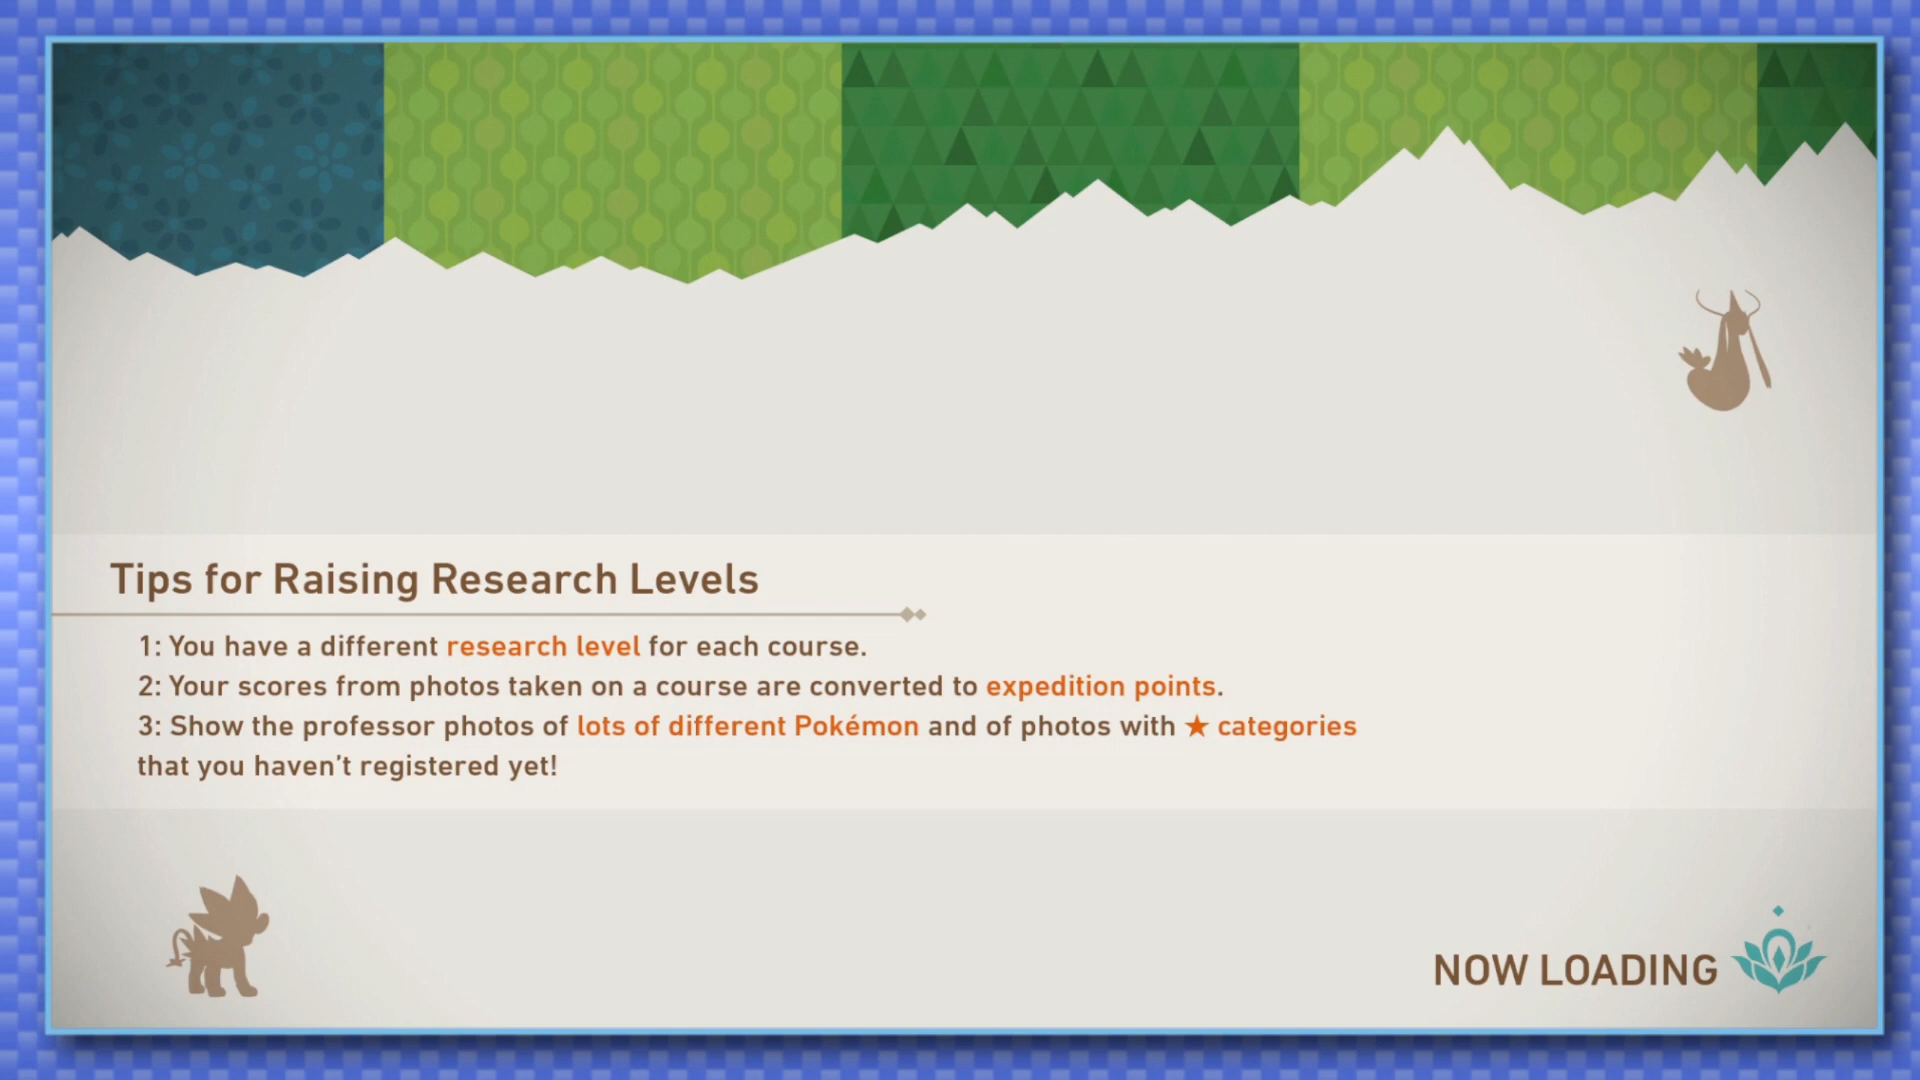 Tips for Raising Research Levels
1: You have a different research level for each course.
2: Your scores from photos taken on a course are converted to expedition points.
3: Show the professor photos of lots of different Pokémon and of photos with ★ categories
that you haven't registered yet!
NOW LOADING